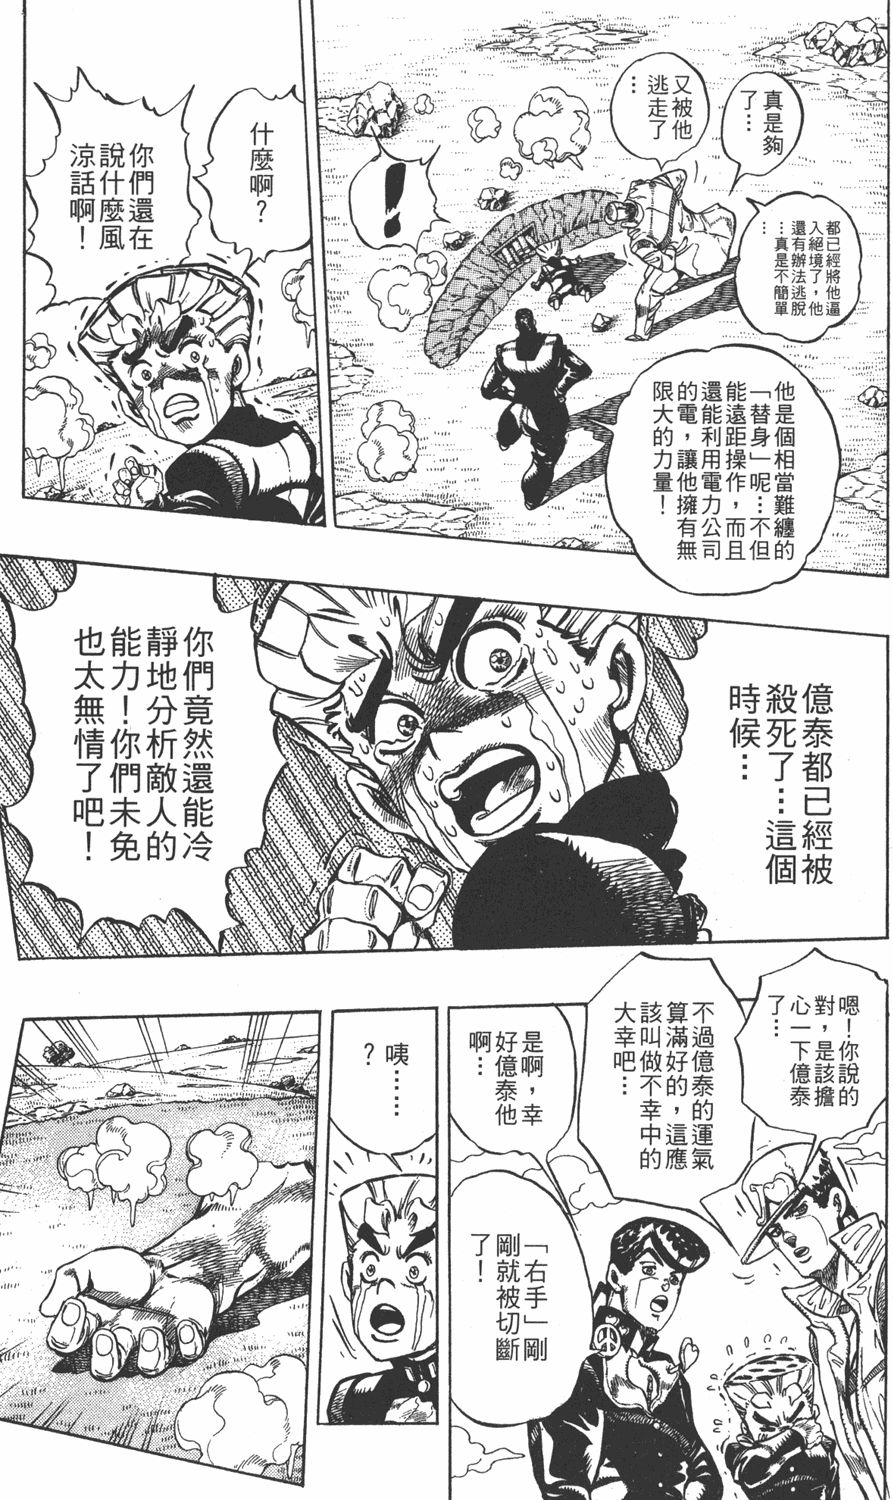 真是夠
了⋯
又被他
逃走了
⋯
都已經將他逼
入絕境了，他
還有辦法逃脫
⋯真是不簡單
⋯
他是個相當難纏的
「替身」呢⋯不但
能遠距操作，而且
還能利用電力公司
的電，讓他擁有無
限大的力量！
！
什麼啊？
你們還在
說什麼風
涼話啊！
億泰都已經被
殺死了⋯這個
時候⋯
你們竟然還能冷
靜地分析敵人的
能力！你們未免
也太無情了吧！
嗯！你說的
對，是該擔
心一下億泰
了⋯
不過億泰的運氣
算滿好的，這應
該叫做不幸中的
大幸吧⋯
是啊，幸
好億泰他
啊⋯
「右手」剛
剛就被切斷
了！
咦⋯⋯
？